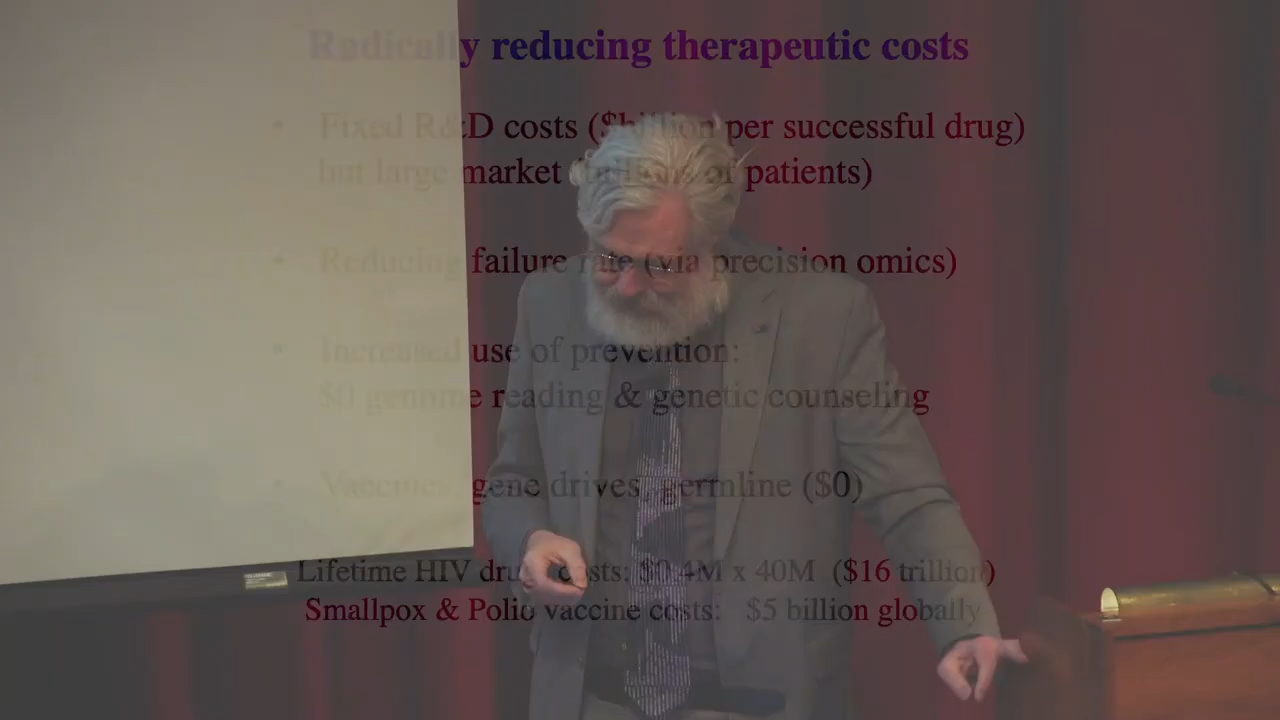 Radically reducing therapeutic costs
• Fixed R&D costs ($billion per successful drug)
but large market (billions of patients)
• Reducing failure rate (via precision omics)
• Increased use of prevention:
$0 genome reading & genetic counseling
• Vaccines, gene drives, germline ($0)
Lifetime HIV drug costs: $0.4M x 40M ($16 trillion)
Smallpox & Polio vaccine costs: $5 billion globally